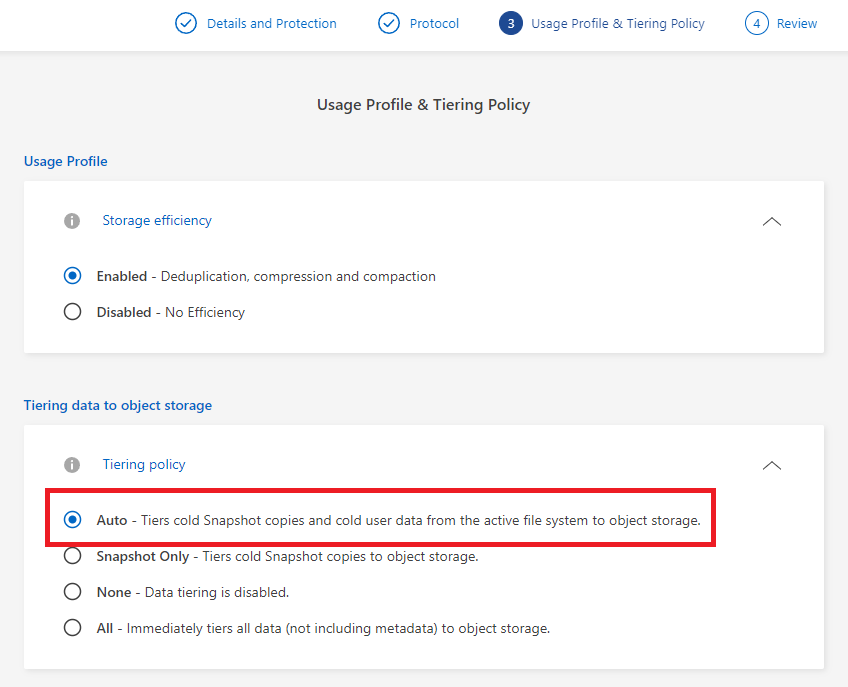 Details and Protection
Protocol
3
Usage Profile & Tiering Policy
4
Review
Usage Profile & Tiering Policy
Usage Profile
Storage efficiency
Enabled - Deduplication, compression and compaction
Disabled - No Efficiency
Tiering data to object storage
Tiering policy
Auto - Tiers cold Snapshot copies and cold user data from the active file system to object storage.
Snapshot Only - Tiers cold Snapshot copies to object storage.
None - Data tiering is disabled.
All - Immediately tiers all data (not including metadata) to object storage.